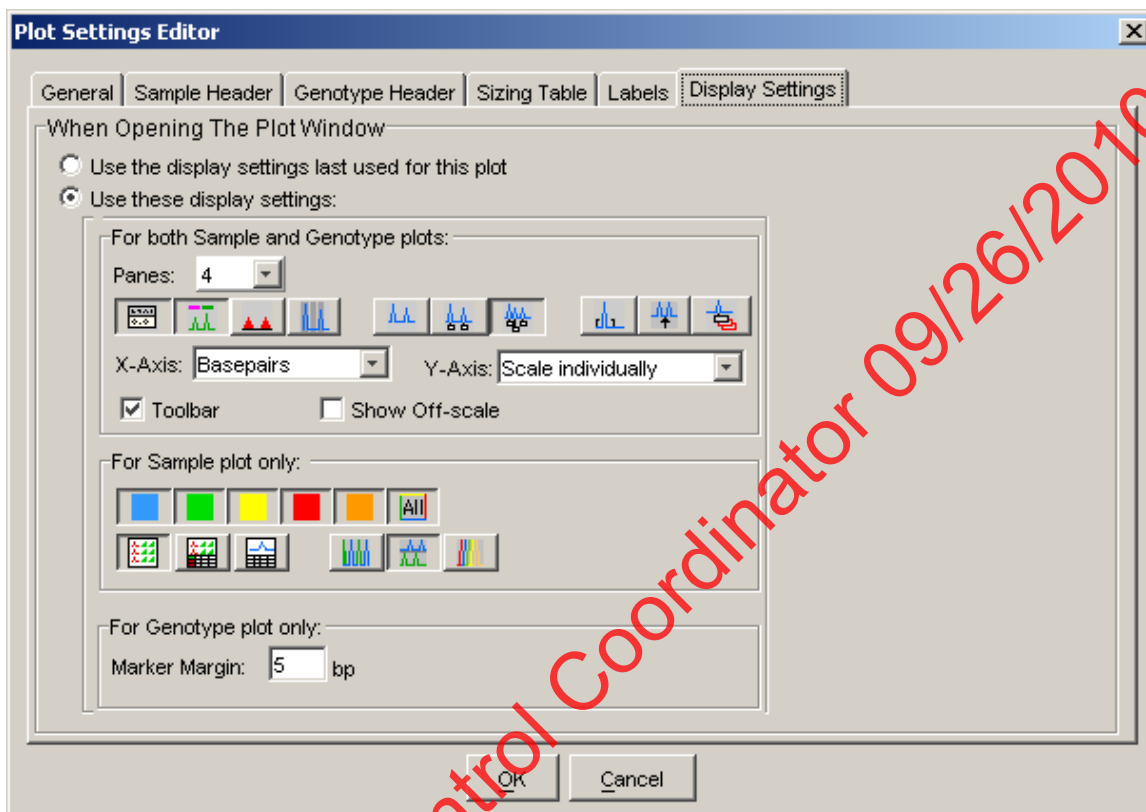 Plot Settings Editor
General Sample Header Genotype Header Sizing Table Labels Display Settings
When Opening The Plot Window
Use the display settings last used for this plot
Use these display settings:
For both Sample and Genotype plots:
Panes: 4
X-Axis: Basepairs Y-Axis: Scale individually
Toolbar Show Off-scale
For Sample plot only:
All
For Genotype plot only:
Marker Margin: 5 bp
OK Cancel
trol Coordinator 09/26/2010